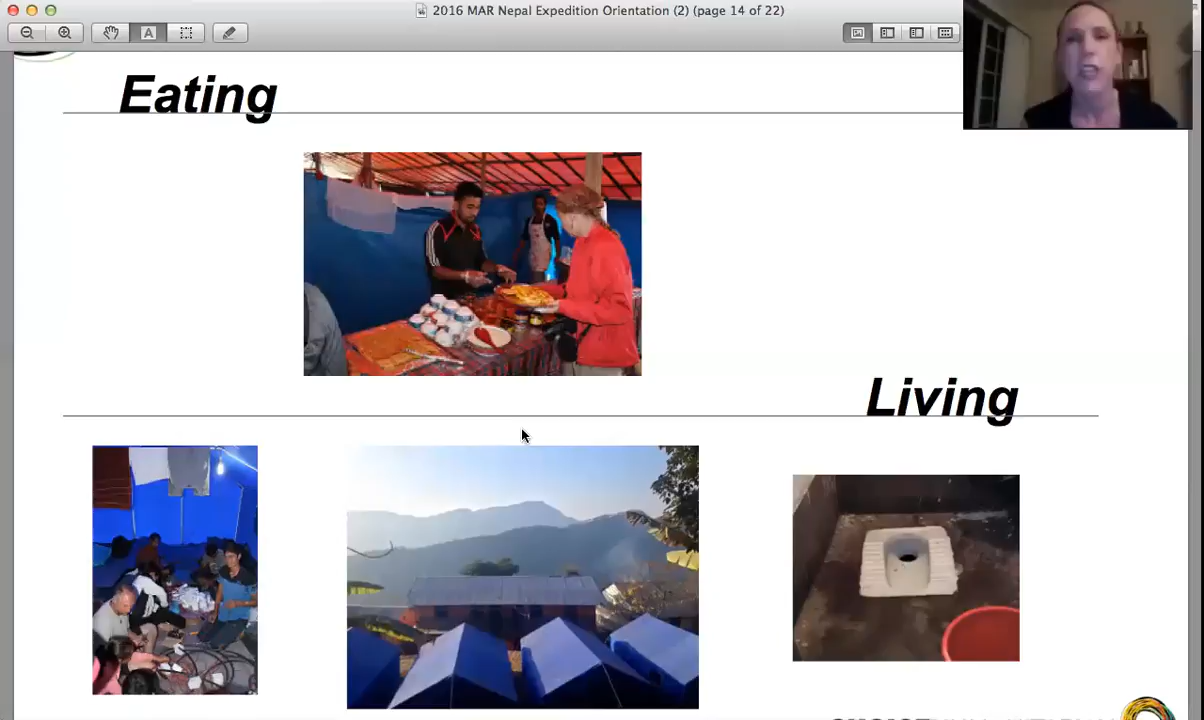 2016 MAR Nepal Expedition Orientation (2) (page 14 of 22)
A
Eating
Living